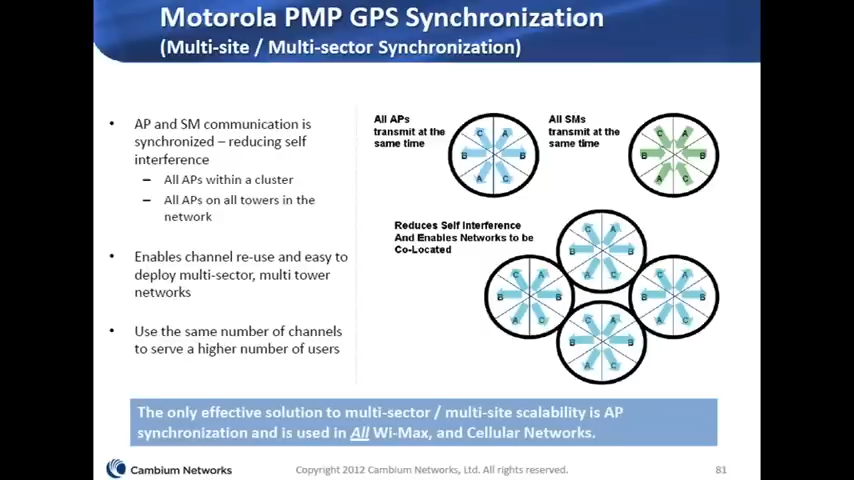 Motorola PMP GPS Synchronization
(Multi-site / Multi-sector Synchronization)
• AP and SM communication is
synchronized – reducing self
interference
– All APs within a cluster
– All APs on all towers in the
network
• Enables channel re-use and easy to
deploy multi-sector, multi tower
networks
• Use the same number of channels
to serve a higher number of users
All APs
transmit at the
same time
C A
B B
A C
All SMs
transmit at the
same time
C A
B B
A C
Reduces Self Interference
And Enables Networks to be
Co-Located
C A
B B
A C
C A
B B
A C
C A
B B
A C
C A
B B
A C
The only effective solution to multi-sector / multi-site scalability is AP
synchronization and is used in All Wi-Max, and Cellular Networks.
Cambium Networks
Copyright 2012 Cambium Networks, Ltd. All rights reserved.
81